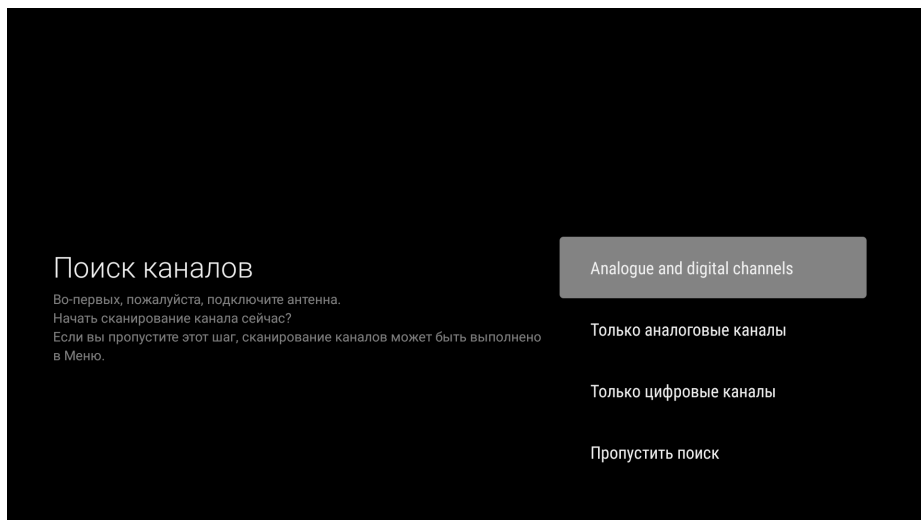 Поиск каналов
Во-первых, пожалуйста, подключите антенна.
Начать сканирование канала сейчас?
Если вы пропустите этот шаг, сканирование каналов может быть выполнено
в Меню.
Analogue and digital channels
Только аналоговые каналы
Только цифровые каналы
Пропустить поиск